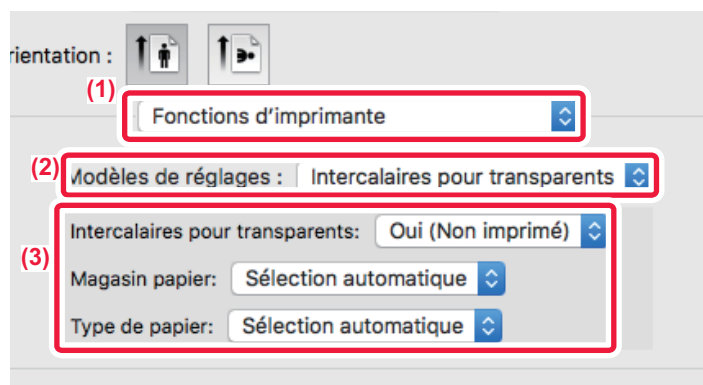 rientation :
(1)
Fonctions d'imprimante
(2) Modèles de réglages : Intercalaires pour transparents
Intercalaires pour transparents: Oui (Non imprimé)
(3)
Magasin papier: Sélection automatique
Type de papier: Sélection automatique